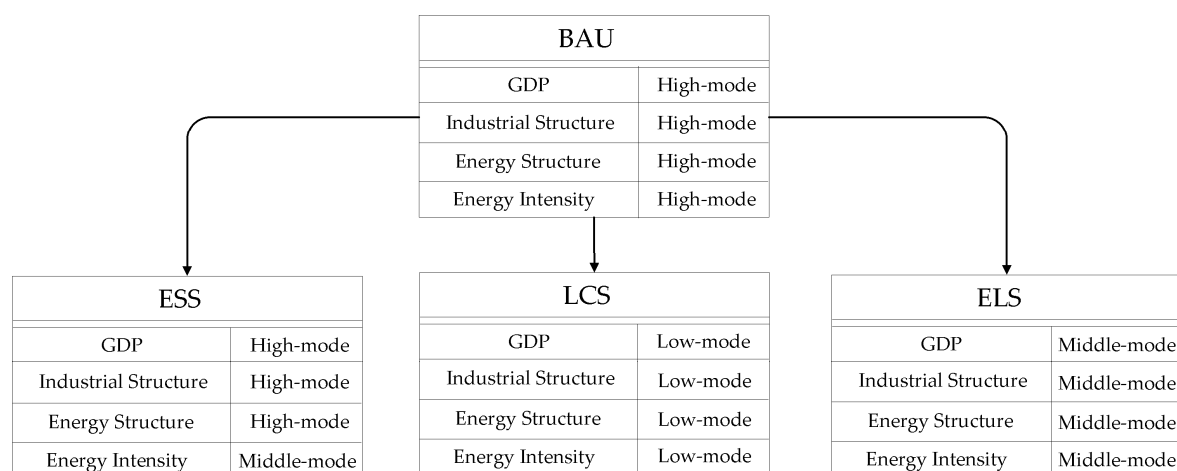 BAU
GDP High-mode
Industrial Structure High-mode
Energy Structure High-mode
Energy Intensity High-mode
ESS
GDP High-mode
Industrial Structure High-mode
Energy Structure High-mode
Energy Intensity Middle-mode
LCS
GDP Low-mode
Industrial Structure Low-mode
Energy Structure Low-mode
Energy Intensity Low-mode
ELS
GDP Middle-mode
Industrial Structure Middle-mode
Energy Structure Middle-mode
Energy Intensity Middle-mode